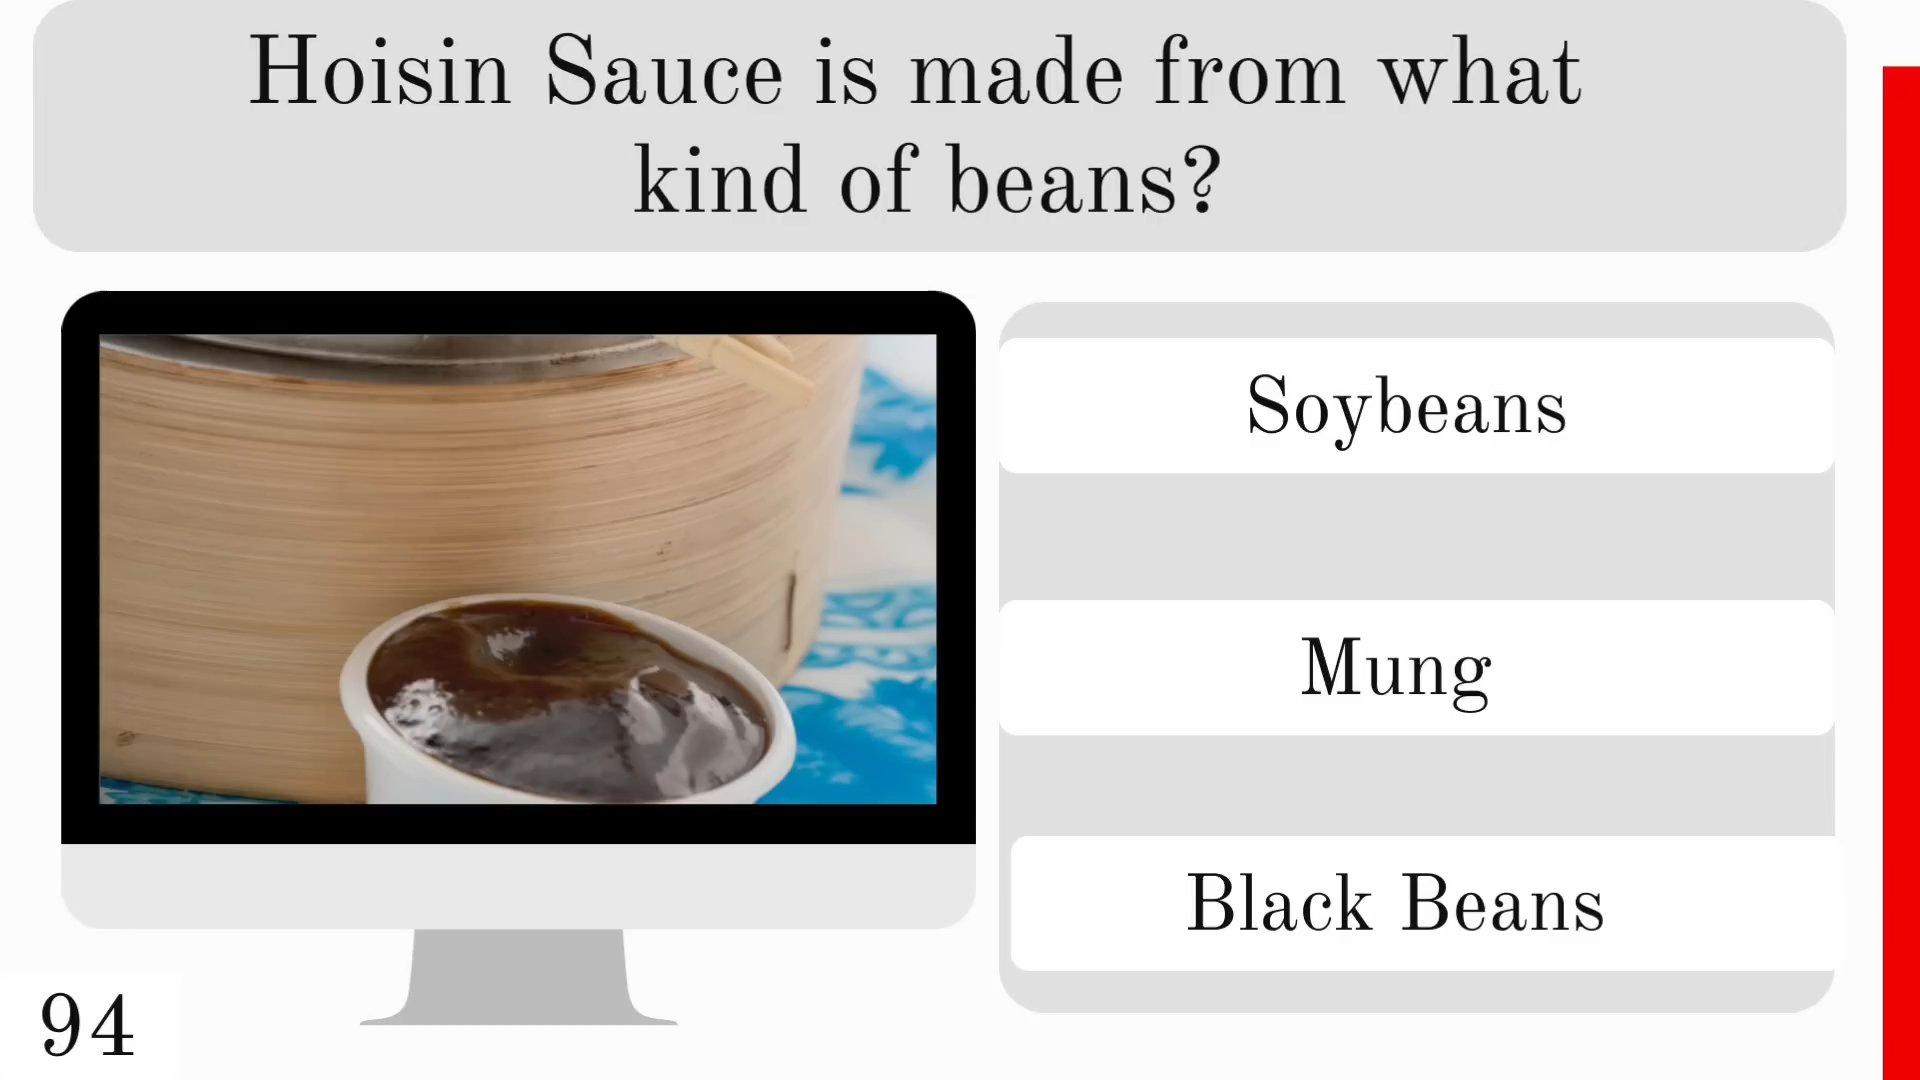 Hoisin Sauce is made from what
kind of beans?
Soybeans
Mung
Black Beans
94